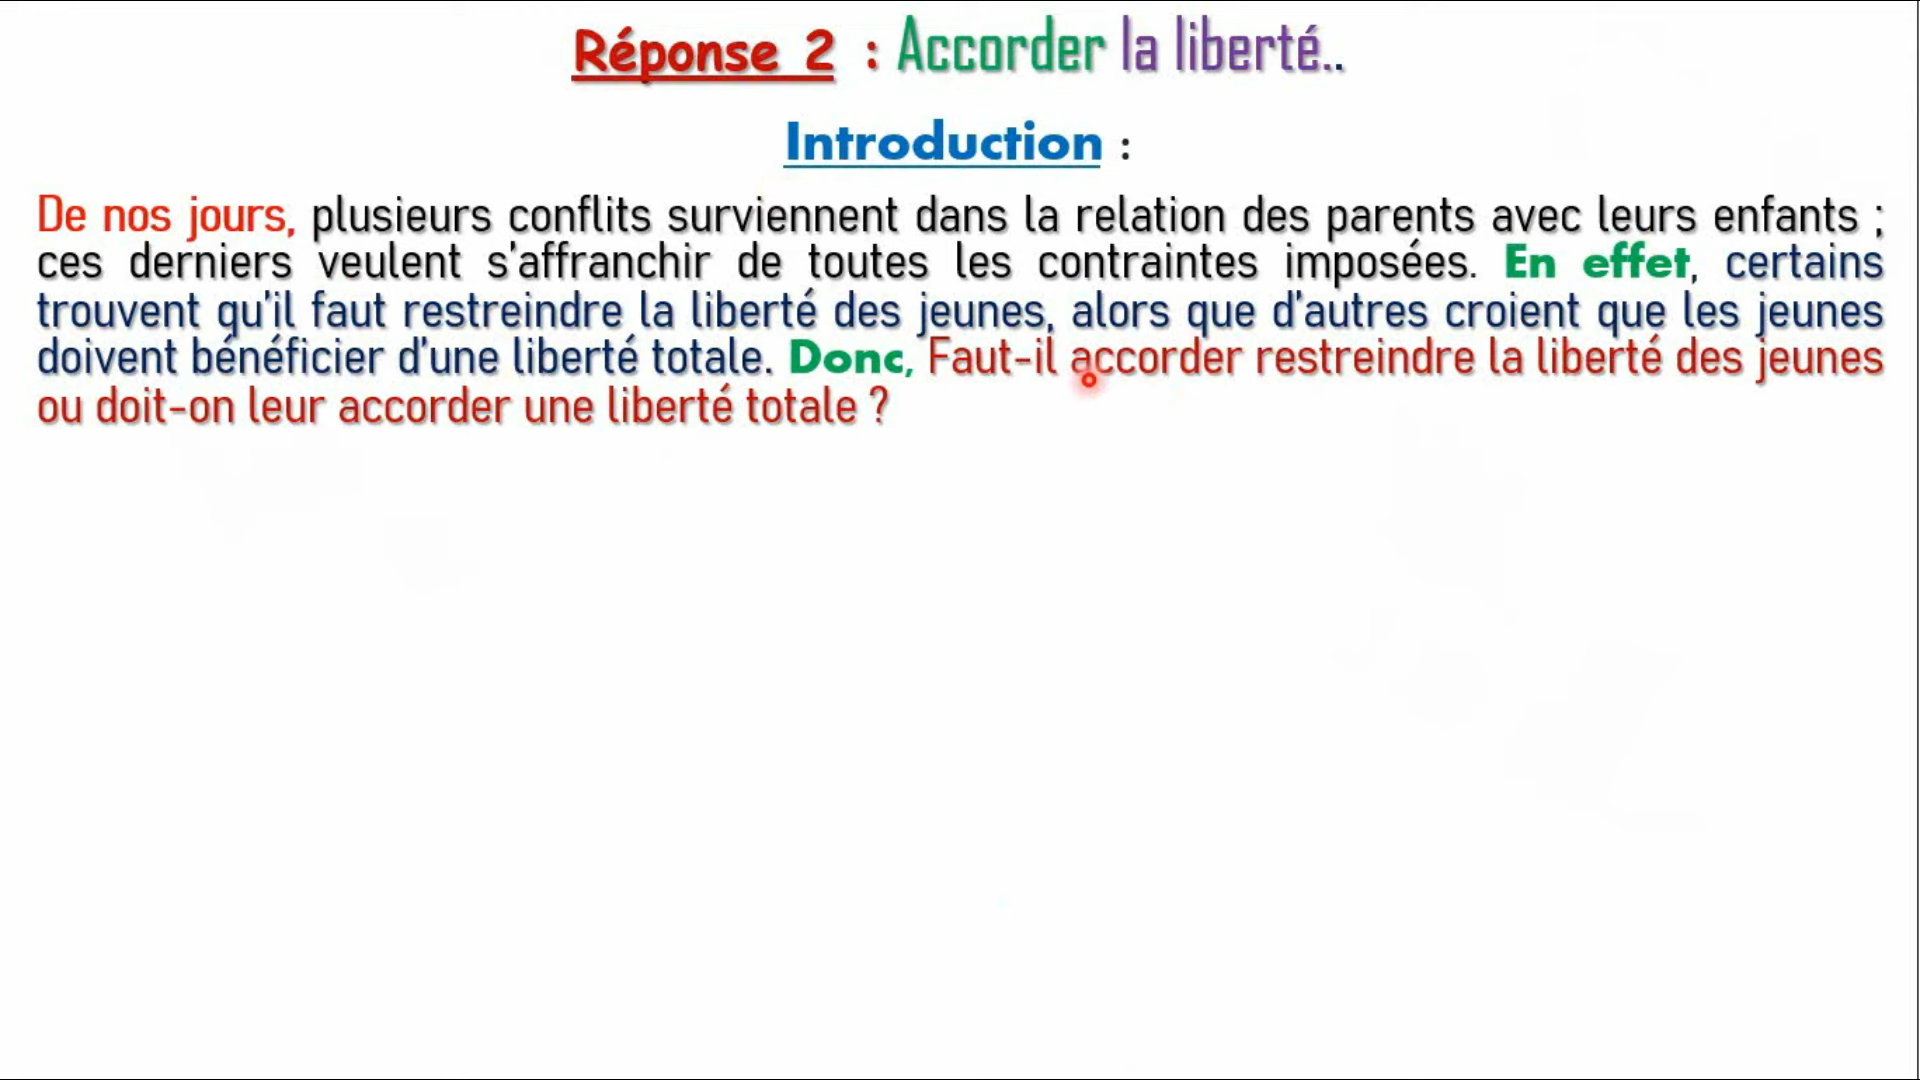 Réponse 2 : Accorder la liberté..
Introduction :
De nos jours, plusieurs conflits surviennent dans la relation des parents avec leurs enfants ;
ces derniers veulent s'affranchir de toutes les contraintes imposées. En effet, certains
trouvent qu'il faut restreindre la liberté des jeunes, alors que d'autres croient que les jeunes
doivent bénéficier d'une liberté totale. Donc, Faut-il accorder restreindre la liberté des jeunes
ou doit-on leur accorder une liberté totale ?